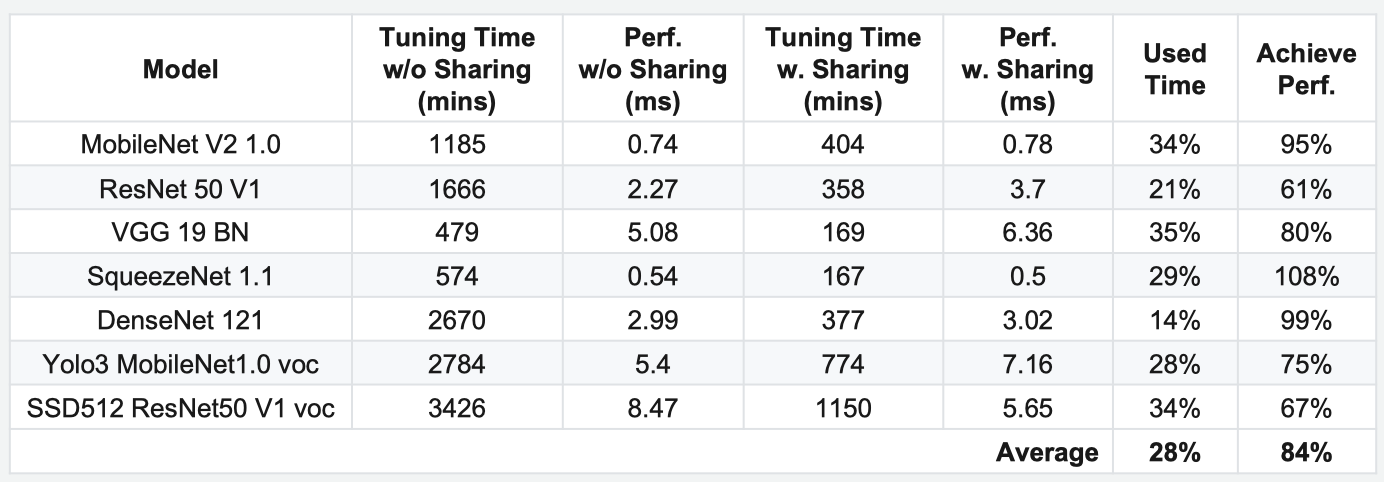 Model Tuning Time w/o Sharing (mins) Perf. w/o Sharing (ms) Tuning Time w. Sharing (mins) Perf. w. Sharing (ms) Used Time Achieve Perf.
MobileNet V2 1.0 1185 0.74 404 0.78 34% 95%
ResNet 50 V1 1666 2.27 358 3.7 21% 61%
VGG 19 BN 479 5.08 169 6.36 35% 80%
SqueezeNet 1.1 574 0.54 167 0.5 29% 108%
DenseNet 121 2670 2.99 377 3.02 14% 99%
Yolo3 MobileNet1.0 voc 2784 5.4 774 7.16 28% 75%
SSD512 ResNet50 V1 voc 3426 8.47 1150 5.65 34% 67%
Average 28% 84%